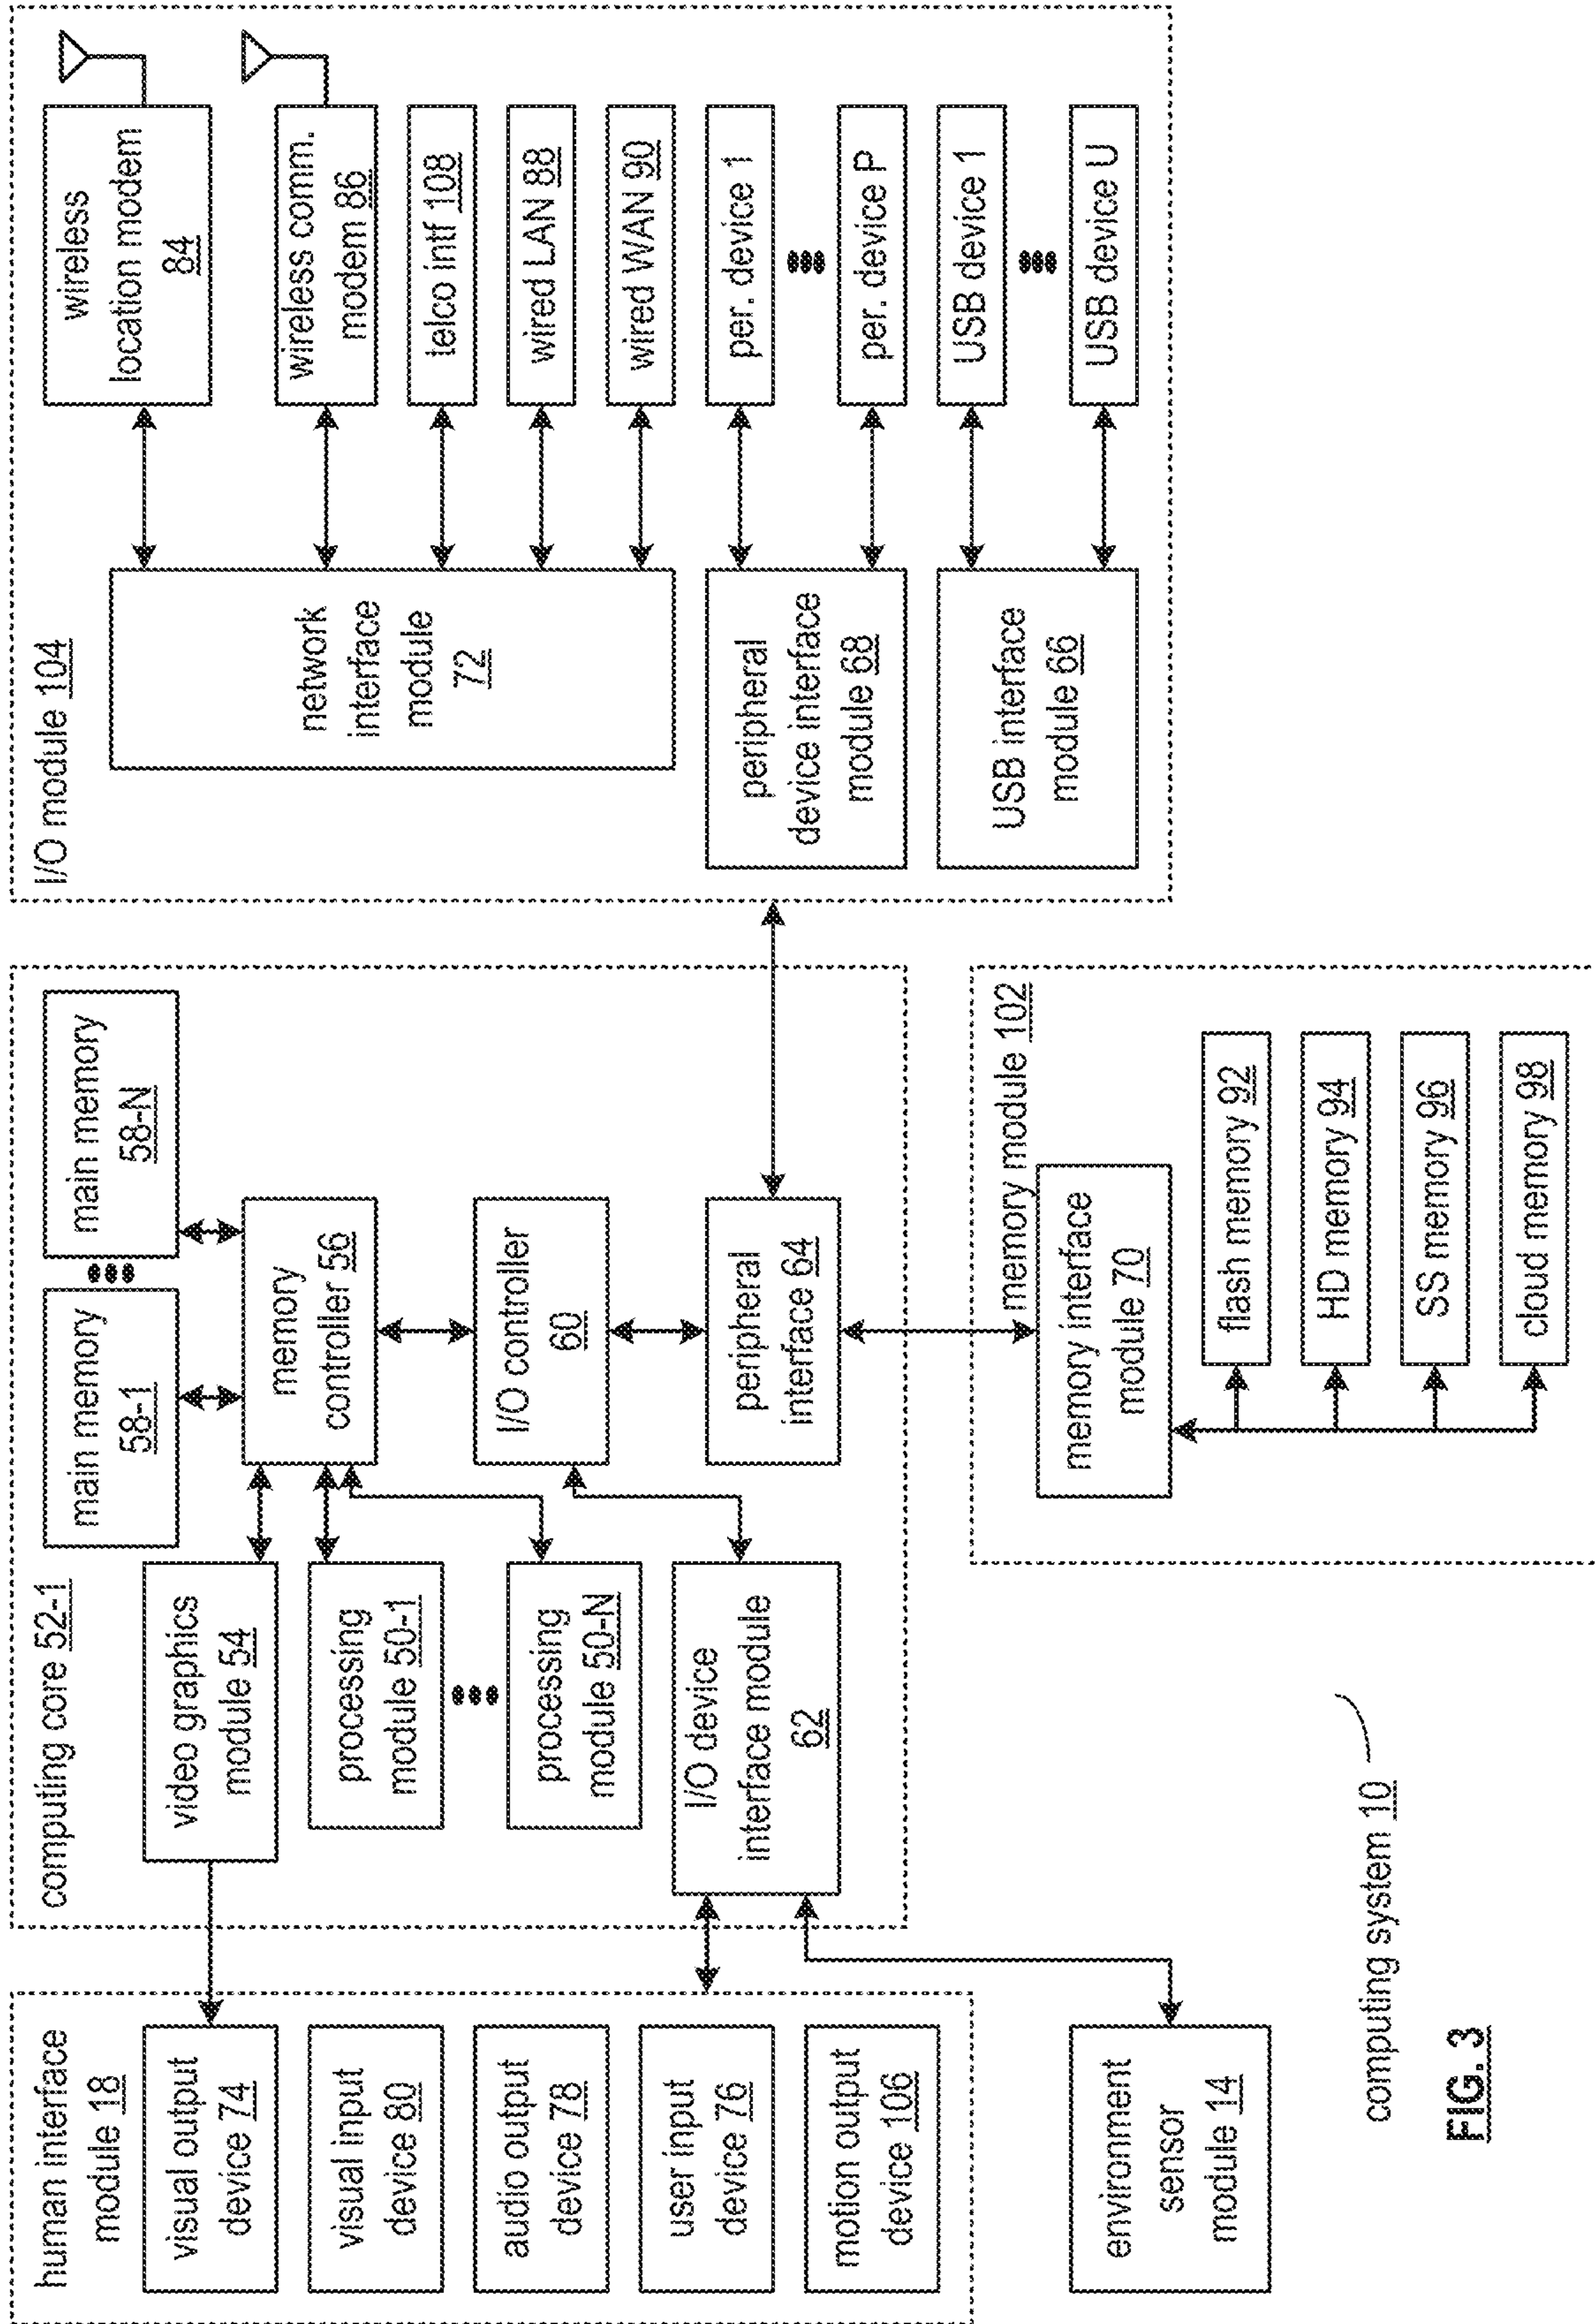 human interface
module 18
visual output
device 74
visual input
device 80
audio output
device 78
user input
device 76
motion output
device 106
environment
sensor
module 14
computing core 52-1
video graphics
module 54
processing
module 50-1
processing
module 50-N
I/O device
interface module
62
main memory
58-1
main memory
58-N
memory
controller 56
I/O controller
60
peripheral
interface 64
memory module 102
memory interface
module 70
flash memory 92
HD memory 94
SS memory 96
cloud memory 98
I/O module 104
network
interface
module
72
peripheral
device interface
module 68
USB interface
module 66
wireless
location modem
84
wireless comm.
modem 86
telco intf 108
wired LAN 88
wired WAN 90
per. device 1
per. device P
USB device 1
USB device U
computing system 10
FIG. 3